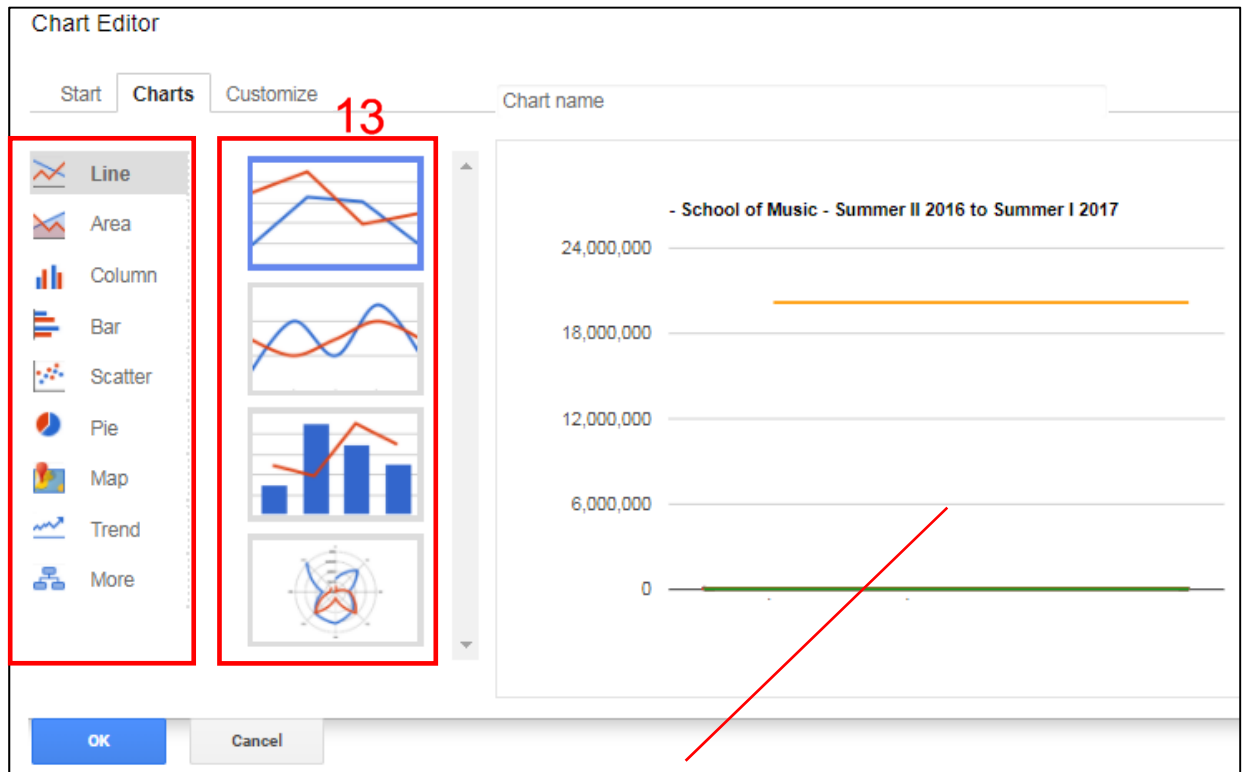 Chart Editor
Start Charts Customize
13
Chart name
Line
Area
Column
Bar
Scatter
Pie
Map
Trend
More
- School of Music - Summer II 2016 to Summer I 2017
24,000,000
18,000,000
12,000,000
6,000,000
0
OK Cancel